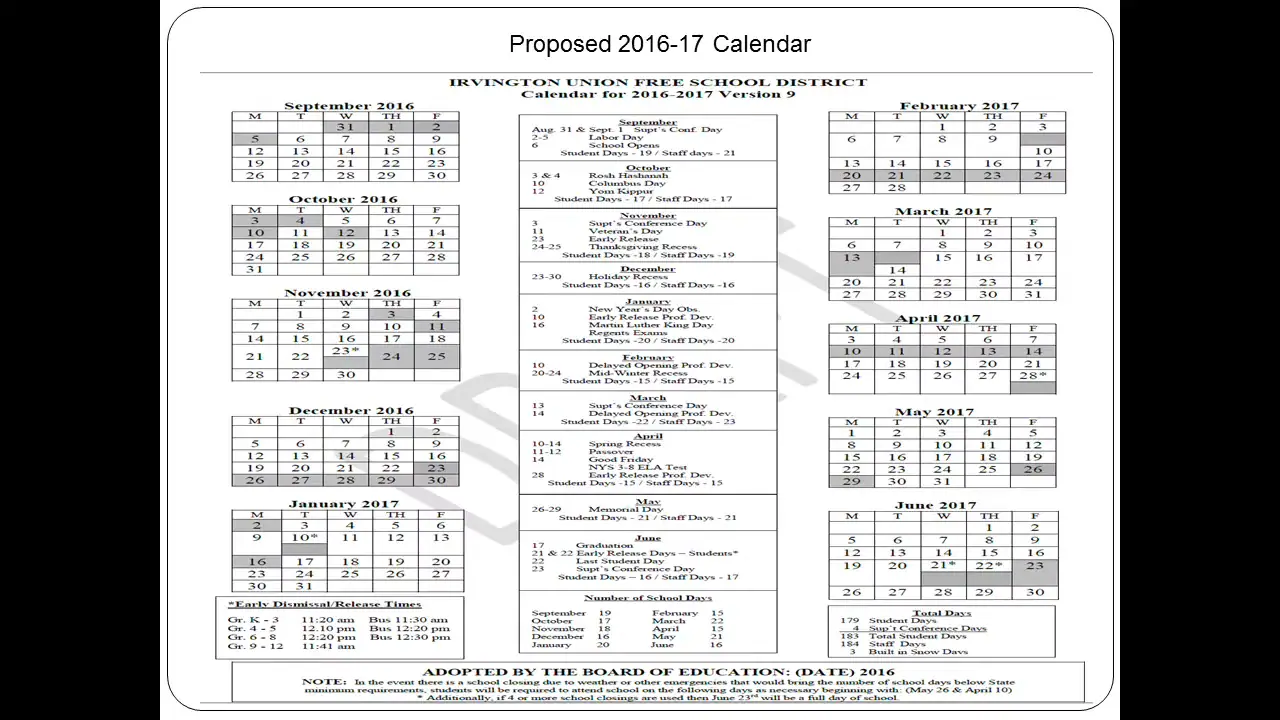 Proposed 2016-17 Calendar
IRVINGTON UNION FREE SCHOOL DISTRICT
Calendar for 2016-2017 Version 9
September 2016
M T W TH F
31 1 2
5 6 7 8 9
12 13 14 15 16
19 20 21 22 23
26 27 28 29 30
October 2016
M T W TH F
3 4 5 6 7
10 11 12 13 14
17 18 19 20 21
24 25 26 27 28
31
November 2016
M T W TH F
1 2 3 4
7 8 9 10 11
14 15 16 17 18
21 22 23* 24 25
28 29 30
December 2016
M T W TH F
1 2
5 6 7 8 9
12 13 14 15 16
19 20 21 22 23
26 27 28 29 30
January 2017
M T W TH F
2 3 4 5 6
9 10* 11 12 13
16 17 18 19 20
23 24 25 26 27
30 31
*Early Dismissal/Release Times
Gr. K - 3 11:20 am Bus 11:30 am
Gr. 4 - 5 12.10 pm Bus 12:20 pm
Gr. 6 - 8 12:20 pm Bus 12:30 pm
Gr. 9 - 12 11:41 am
September
Aug. 31 & Sept. 1 Supt's Conf. Day
2-5 Labor Day
6 School Opens
Student Days - 19 / Staff days - 21
October
3 & 4 Rosh Hashanah
10 Columbus Day
12 Yom Kippur
Student Days - 17 / Staff Days - 17
November
3 Supt's Conference Day
11 Veteran's Day
23 Early Release
24-25 Thanksgiving Recess
Student Days -18 / Staff Days -19
December
23-30 Holiday Recess
Student Days -16 / Staff Days -16
January
2 New Year's Day Obs.
10 Early Release Prof. Dev.
16 Martin Luther King Day
Regents Exams
Student Days -20 / Staff Days -20
February
10 Delayed Opening Prof. Dev.
20-24 Mid-Winter Recess
Student Days -15 / Staff Days -15
March
13 Supt's Conference Day
14 Delayed Opening Prof. Dev.
Student Days -22 / Staff Days - 23
April
10-14 Spring Recess
11-12 Passover
14 Good Friday
NYS 3-8 ELA Test
28 Early Release Prof. Dev.
Student Days -15 / Staff Days - 15
May
26-29 Memorial Day
Student Days - 21 / Staff Days - 21
June
17 Graduation
21 & 22 Early Release Days – Students*
22 Last Student Day
23 Supt's Conference Day
Student Days – 16 / Staff Days - 17
Number of School Days
September 19 February 15
October 17 March 22
November 18 April 15
December 16 May 21
January 20 June 16
February 2017
M T W TH F
1 2 3
6 7 8 9 10
13 14 15 16 17
20 21 22 23 24
27 28
March 2017
M T W TH F
1 2 3
6 7 8 9 10
13 14 15 16 17
20 21 22 23 24
27 28 29 30 31
April 2017
M T W TH F
3 4 5 6 7
10 11 12 13 14
17 18 19 20 21
24 25 26 27 28*
May 2017
M T W TH F
1 2 3 4 5
8 9 10 11 12
15 16 17 18 19
22 23 24 25 26
29 30 31
June 2017
M T W TH F
1 2
5 6 7 8 9
12 13 14 15 16
19 20 21* 22* 23
26 27 28 29 30
Total Days
179 Student Days
4 Sup't Conference Days
183 Total Student Days
184 Staff Days
3 Built in Snow Days
ADOPTED BY THE BOARD OF EDUCATION: (DATE) 2016
NOTE: In the event there is a school closing due to weather or other emergencies that would bring the number of school days below State
minimum requirements, students will be required to attend school on the following days as necessary beginning with: (May 26 & April 10)
* Additionally, if 4 or more school closings are used then June 23rd will be a full day of school.